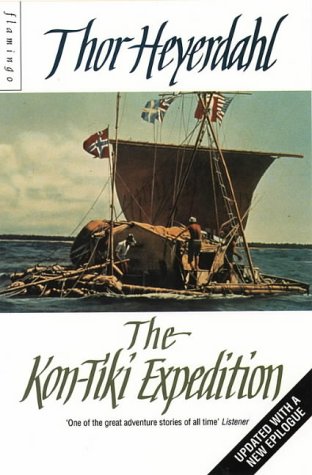 flamingo
Thor Heyerdahl
The
Kon-Tiki Expedition
'One of the great adventure stories of all time' Listener
UPDATED WITH A
NEW EPILOGUE